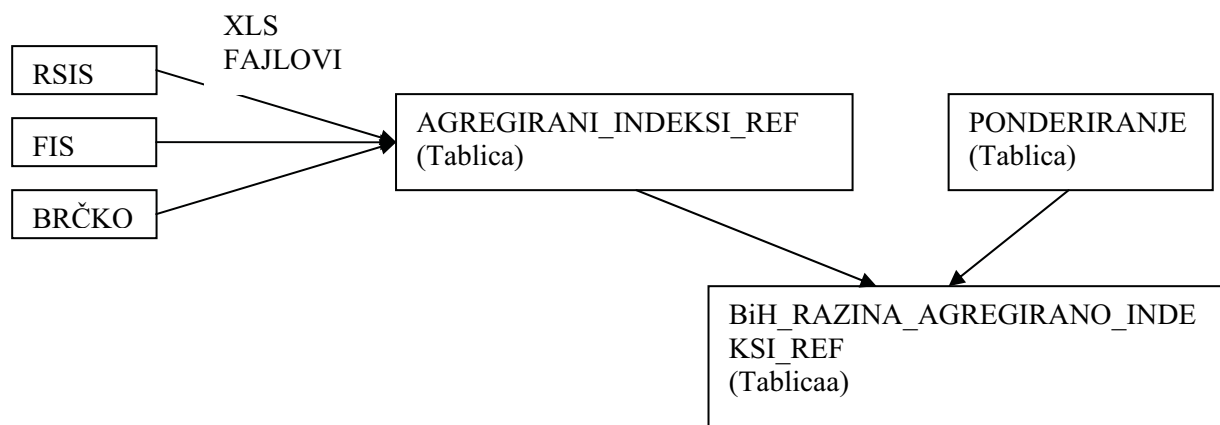 XLS
FAJLOVI
RSIS
FIS
BRČKO
AGREGIRANI_INDEKSI_REF
(Tablica)
PONDERIRANJE
(Tablica)
BiH_RAZINA_AGREGIRANO_INDE
KSI_REF
(Tablicaa)